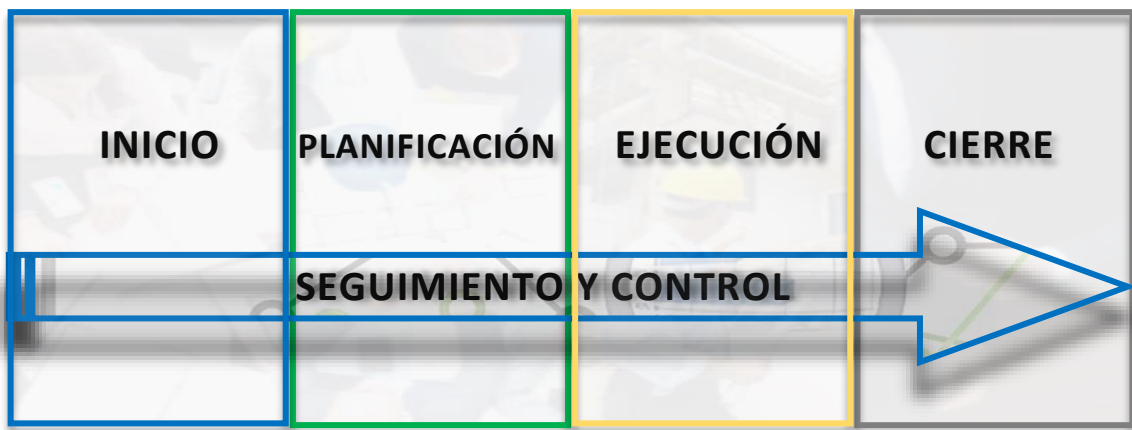 INICIO
PLANIFICACIÓN
EJECUCIÓN
CIERRE
SEGUIMIENTO Y CONTROL